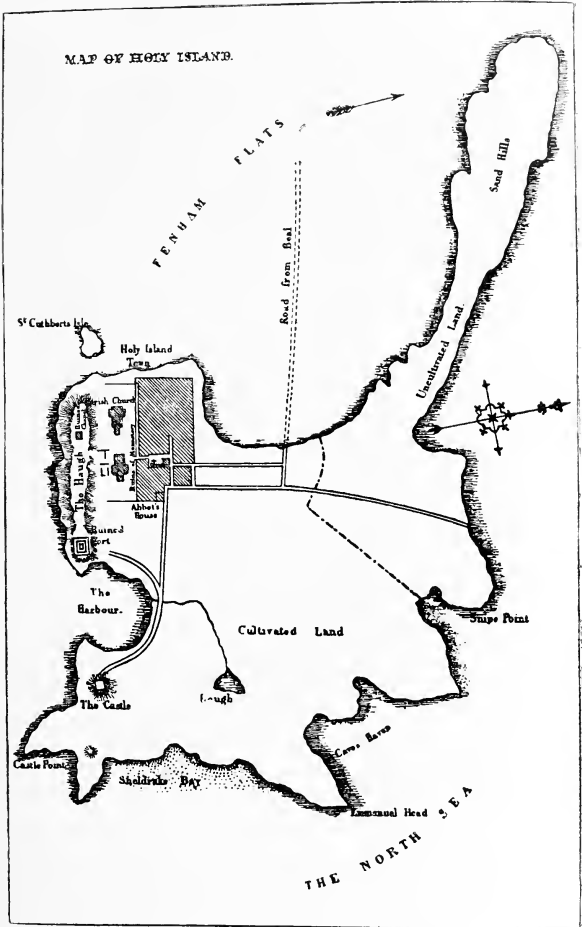 MAP OF HOLY ISLAND.
FENHAM FLATS
Sand Hills
Road from Beal
St Cuthberts Isle
Holy Island
Town
Uncultivated Land.
Parish Church
The Haugh
Ruins of
Abbot's
House
Ruined
Fort
The
Harbour.
Snipe Point
Cultivated Land
Lough
The Castle
Coves Haven
Castle Point
Sheldrake Bay
Emmanuel Head
THE NORTH SEA